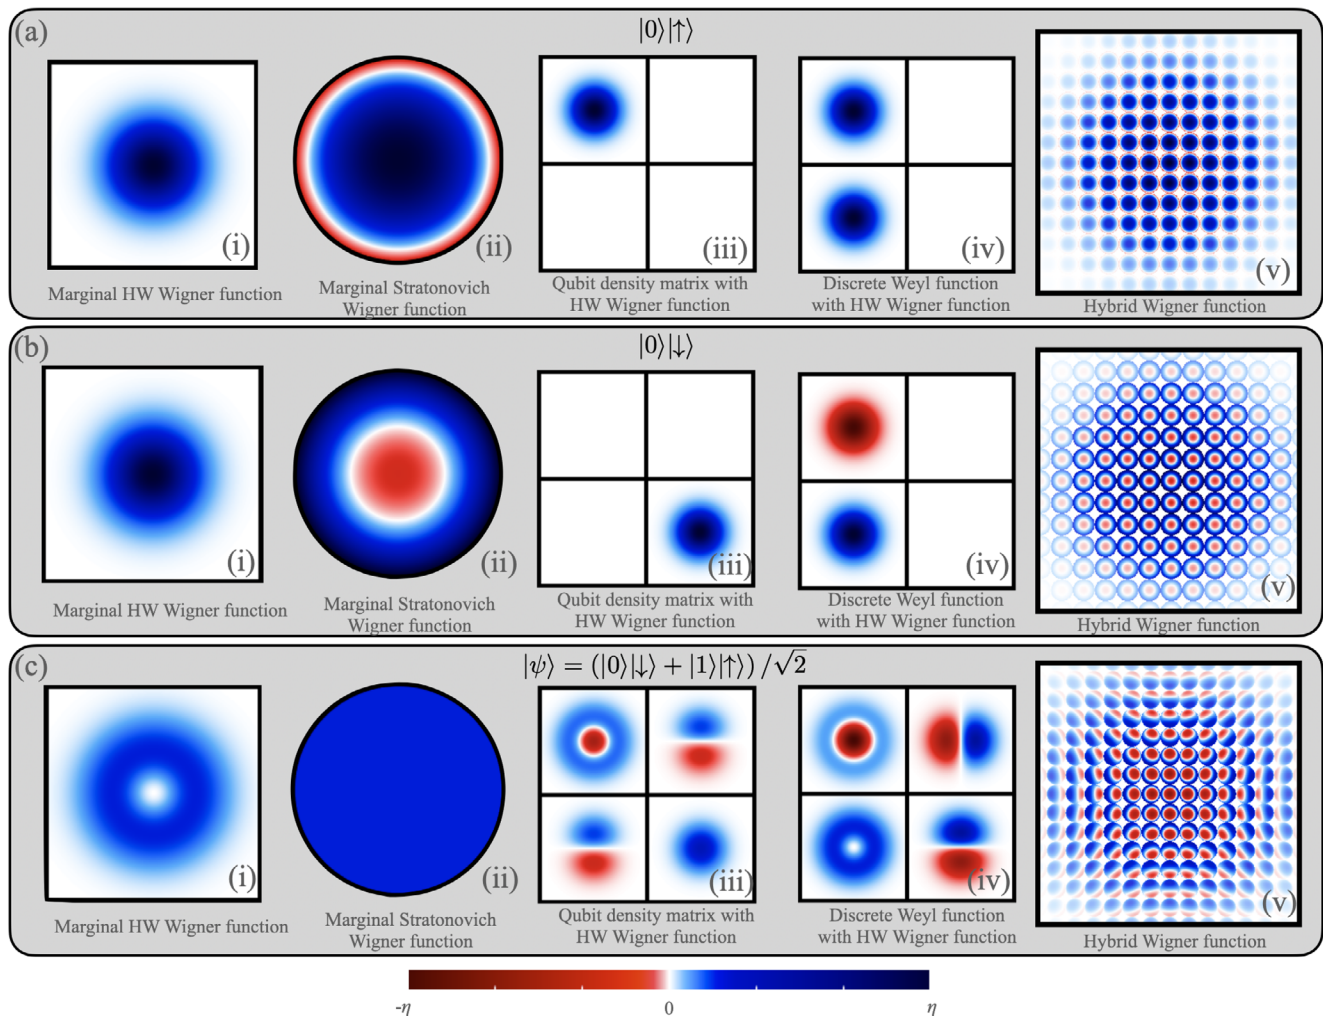 (a)
|0⟩|↑⟩
(i)
(ii)
(iii)
(iv)
(v)
Marginal HW Wigner function
Marginal Stratonovich
Wigner function
Qubit density matrix with
HW Wigner function
Discrete Weyl function
with HW Wigner function
Hybrid Wigner function
(b)
|0⟩|↓⟩
(i)
(ii)
(iii)
(iv)
(v)
Marginal HW Wigner function
Marginal Stratonovich
Wigner function
Qubit density matrix with
HW Wigner function
Discrete Weyl function
with HW Wigner function
Hybrid Wigner function
(c)
|ψ⟩ = (|0⟩|↓⟩ + |1⟩|↑⟩) /√2
(i)
(ii)
(iii)
(iv)
(v)
Marginal HW Wigner function
Marginal Stratonovich
Wigner function
Qubit density matrix with
HW Wigner function
Discrete Weyl function
with HW Wigner function
Hybrid Wigner function
-η 0 η